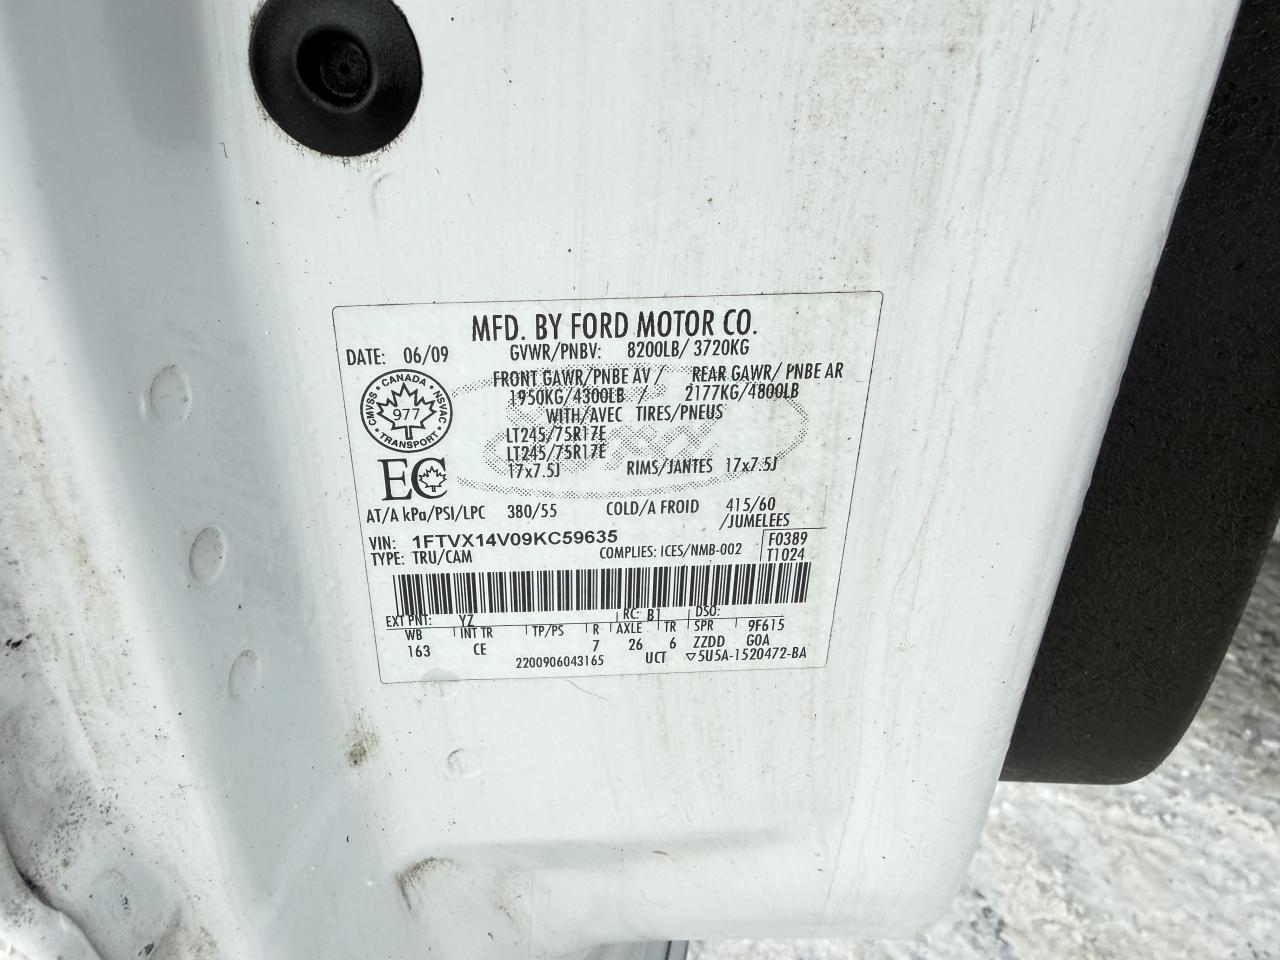 MFD. BY FORD MOTOR CO.
DATE: 06/09
GVWR/PNBV: 8200LB/ 3720KG
FRONT GAWR/PNBE AV / REAR GAWR/ PNBE AR
1950KG/4300LB / 2177KG/4800LB
WITH/AVEC TIRES/PNEUS
CANADA
CMVSS NSVAC
977
TRANSPORT
LT245/75R17E
LT245/75R17E
17x7.5J RIMS/JANTES 17x7.5J
EC
AT/A kPa/PSI/LPC 380/55 COLD/A FROID 415/60
/JUMELEES
VIN: 1FTVX14V09KC59635 F0389
TYPE: TRU/CAM COMPLIES: ICES/NMB-002 T1024
EXT PNT: YZ RC: B1 DSO:
WB INT TR TP/PS R AXLE TR SPR 9F615
163 CE 7 26 6 ZZDD GOA
2200906043165 UCT ▽5U5A-1520472-BA